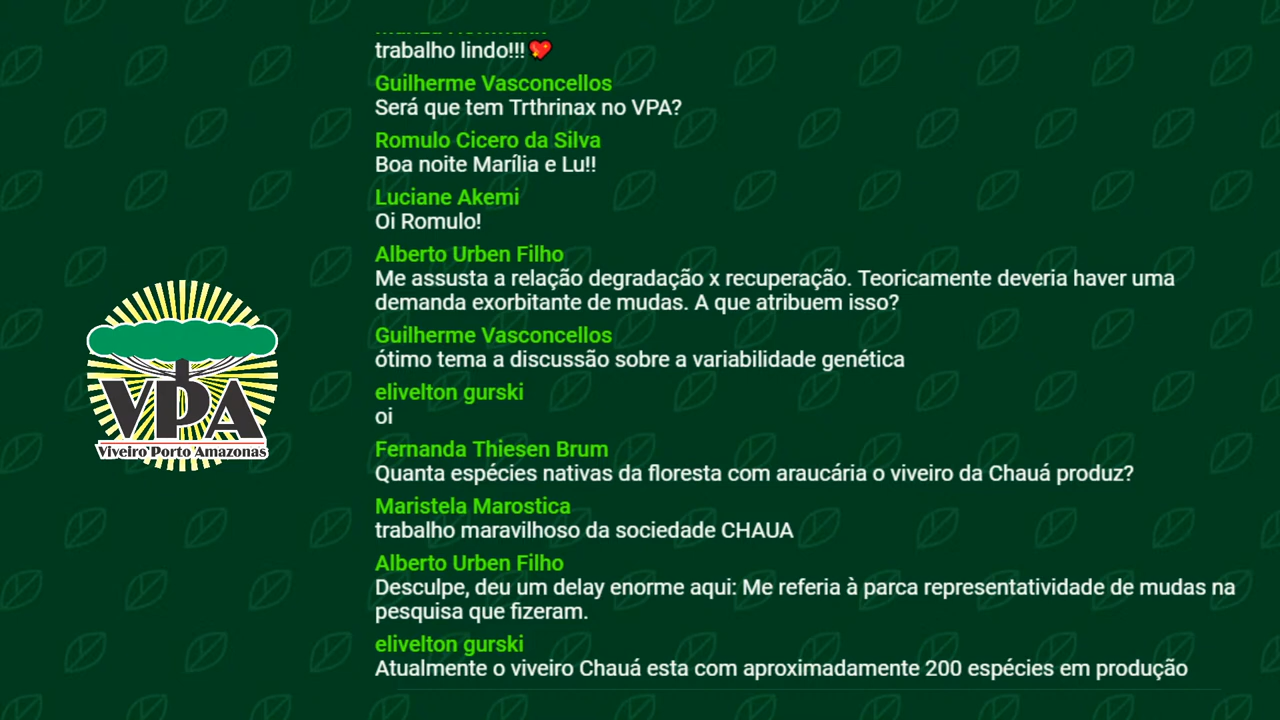 trabalho lindo!!!
Guilherme Vasconcellos
Será que tem Trthrinax no VPA?
Romulo Cicero da Silva
Boa noite Marília e Lu!!
Luciane Akemi
Oi Romulo!
Alberto Urben Filho
Me assusta a relação degradação x recuperação. Teoricamente deveria haver uma
demanda exorbitante de mudas. A que atribuem isso?
Guilherme Vasconcellos
ótimo tema a discussão sobre a variabilidade genética
elivelton gurski
oi
Fernanda Thiesen Brum
Quanta espécies nativas da floresta com araucária o viveiro da Chauá produz?
Maristela Marostica
trabalho maravilhoso da sociedade CHAUA
Alberto Urben Filho
Desculpe, deu um delay enorme aqui: Me referia à parca representatividade de mudas na
pesquisa que fizeram.
elivelton gurski
Atualmente o viveiro Chauá esta com aproximadamente 200 espécies em produção
VPA
Viveiro Porto Amazonas